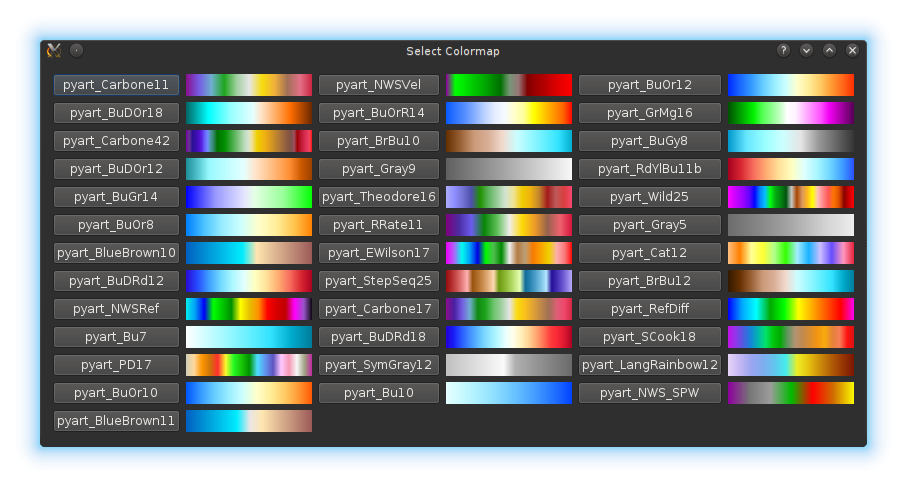 Select Colormap
pyart_Carbone11 pyart_NWSVel pyart_BuOr12
pyart_BuDOr18 pyart_BuOrR14 pyart_GrMg16
pyart_Carbone42 pyart_BrBu10 pyart_BuGy8
pyart_BuDOr12 pyart_Gray9 pyart_RdYlBu11b
pyart_BuGr14 pyart_Theodore16 pyart_Wild25
pyart_BuOr8 pyart_RRate11 pyart_Gray5
pyart_BlueBrown10 pyart_EWilson17 pyart_Cat12
pyart_BuDRd12 pyart_StepSeq25 pyart_BrBu12
pyart_NWSRef pyart_Carbone17 pyart_RefDiff
pyart_Bu7 pyart_BuDRd18 pyart_SCook18
pyart_PD17 pyart_SymGray12 pyart_LangRainbow12
pyart_BuOr10 pyart_Bu10 pyart_NWS_SPW
pyart_BlueBrown11